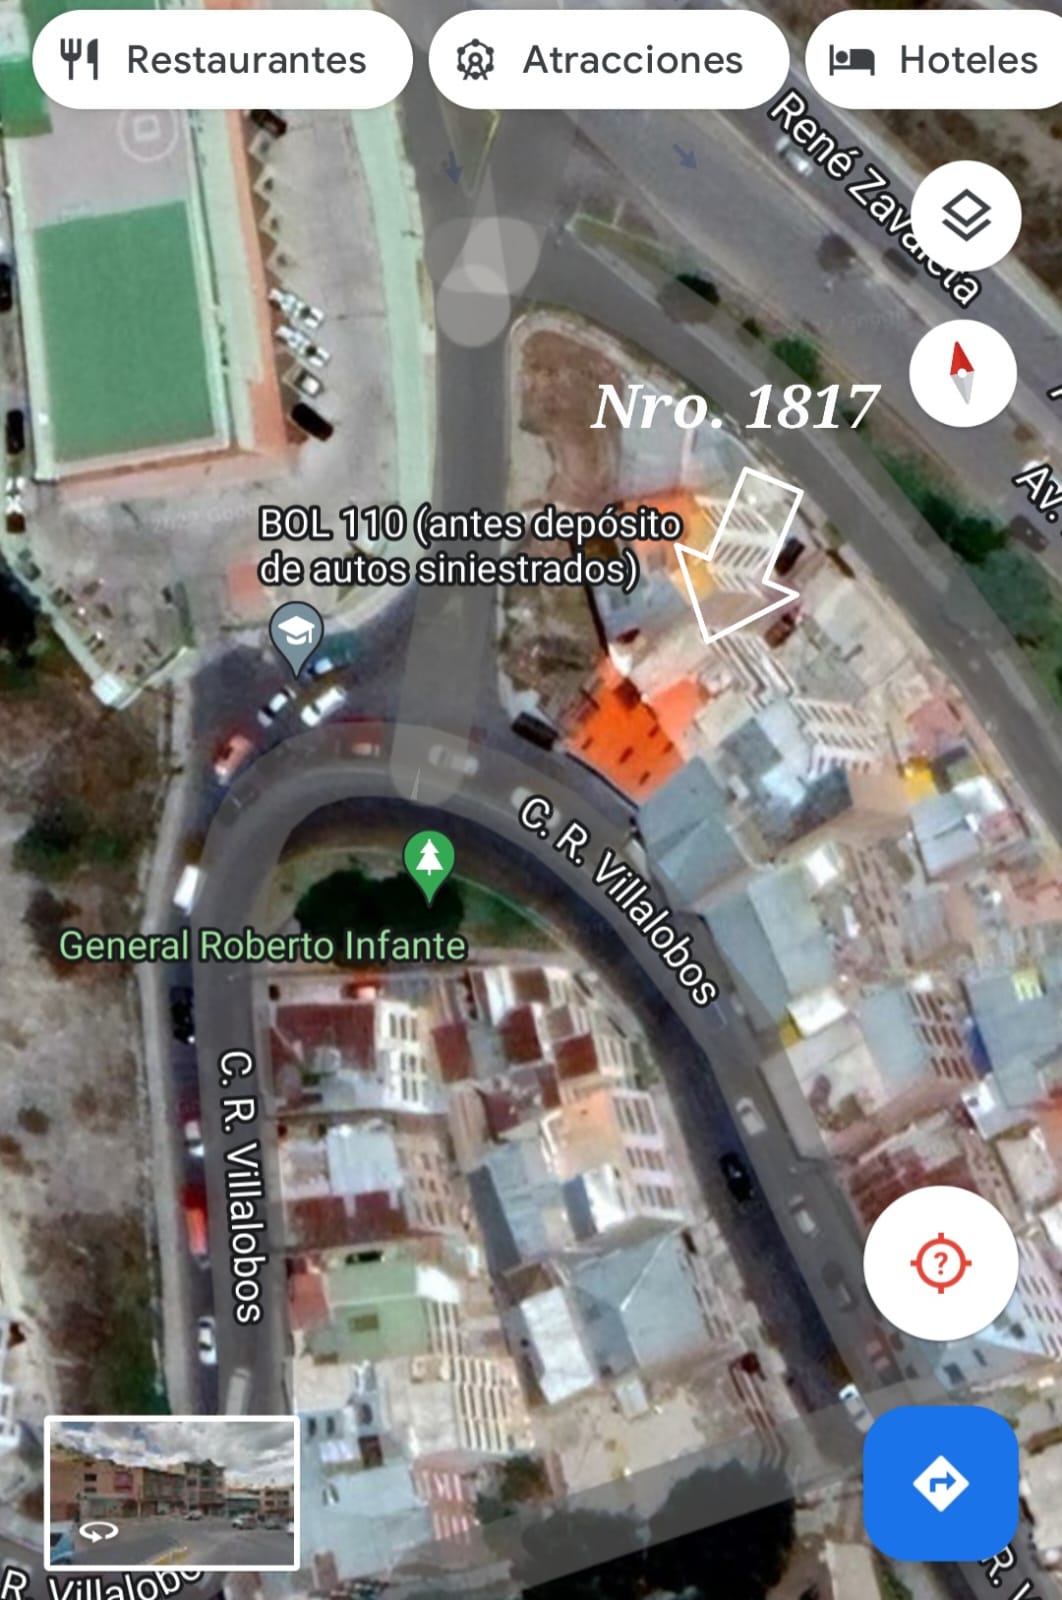 Restaurantes
Atracciones
Hoteles
René Zavaleta
Nro. 1817
Av.
BOL 110 (antes depósito
de autos siniestrados)
C. R. Villalobos
General Roberto Infante
C. R. Villalobos
?
R. Villalobo
R.